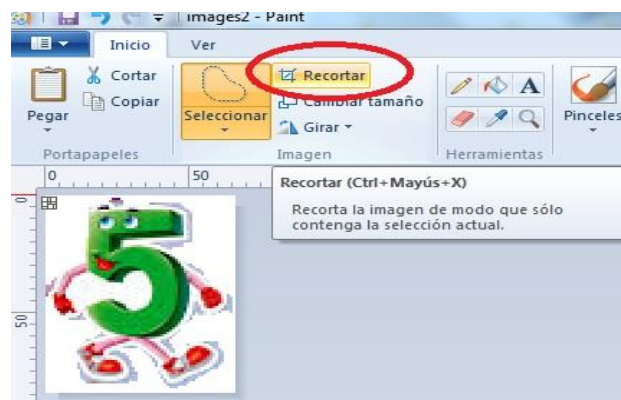 images2 - Paint
Inicio Ver
Cortar
Copiar
Pegar
Portapapeles
Seleccionar
Recortar
Cambiar tamaño
Girar
Imagen
A
Herramientas
Pinceles
0 50
50
Recortar (Ctrl+Mayús+X)
Recorta la imagen de modo que sólo
contenga la selección actual.
5